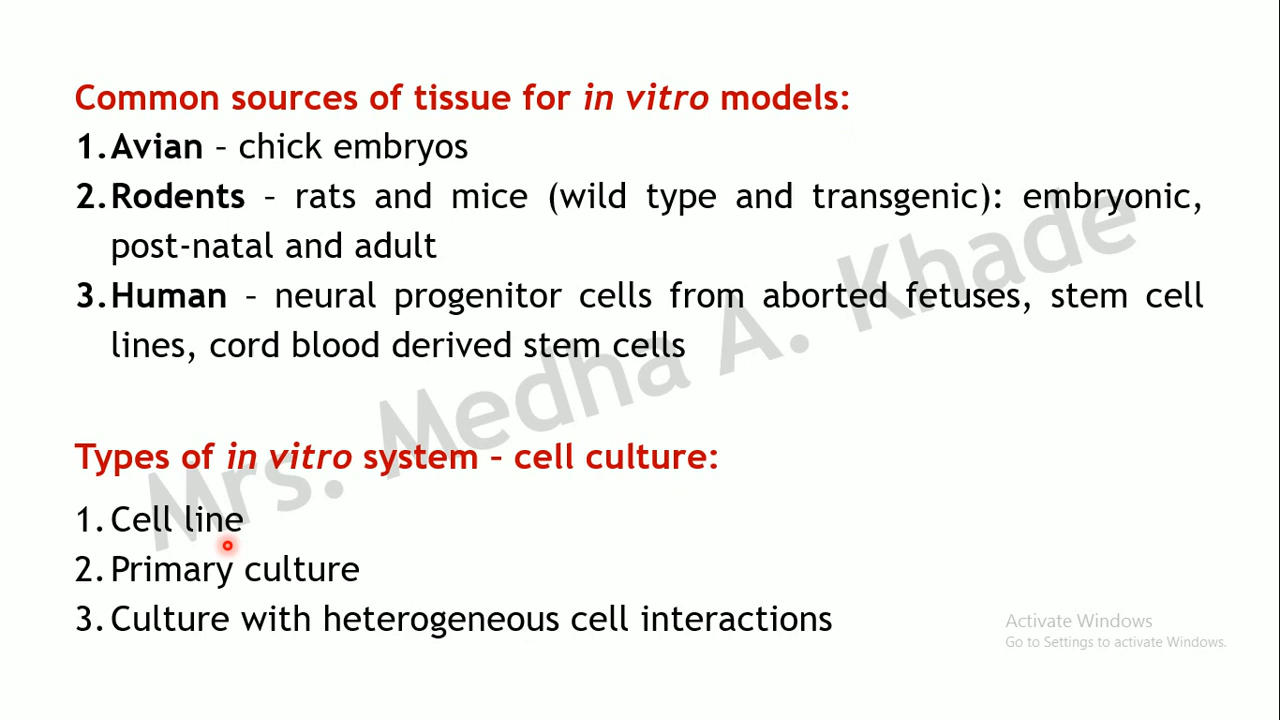 Common sources of tissue for in vitro models:
1. Avian – chick embryos
2. Rodents – rats and mice (wild type and transgenic): embryonic,
post-natal and adult
3. Human – neural progenitor cells from aborted fetuses, stem cell
lines, cord blood derived stem cells
Mrs. Medha A. Khade
Types of in vitro system – cell culture:
1. Cell line
2. Primary culture
3. Culture with heterogeneous cell interactions
Activate Windows
Go to Settings to activate Windows.